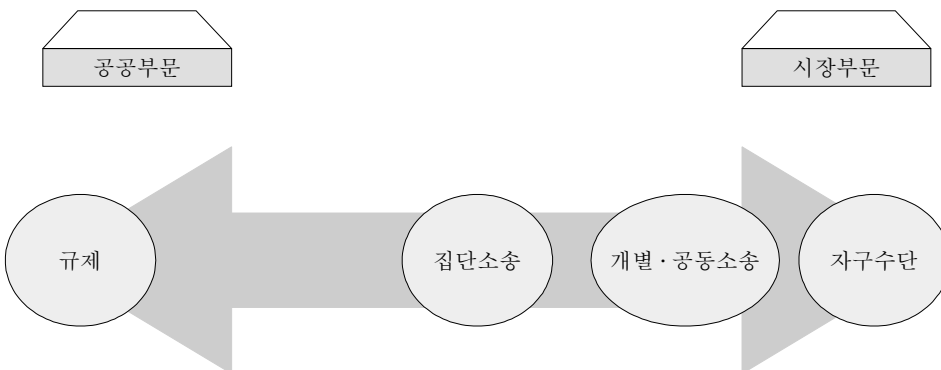 공공부문
시장부문
규제
집단소송
개별·공동소송
자구수단